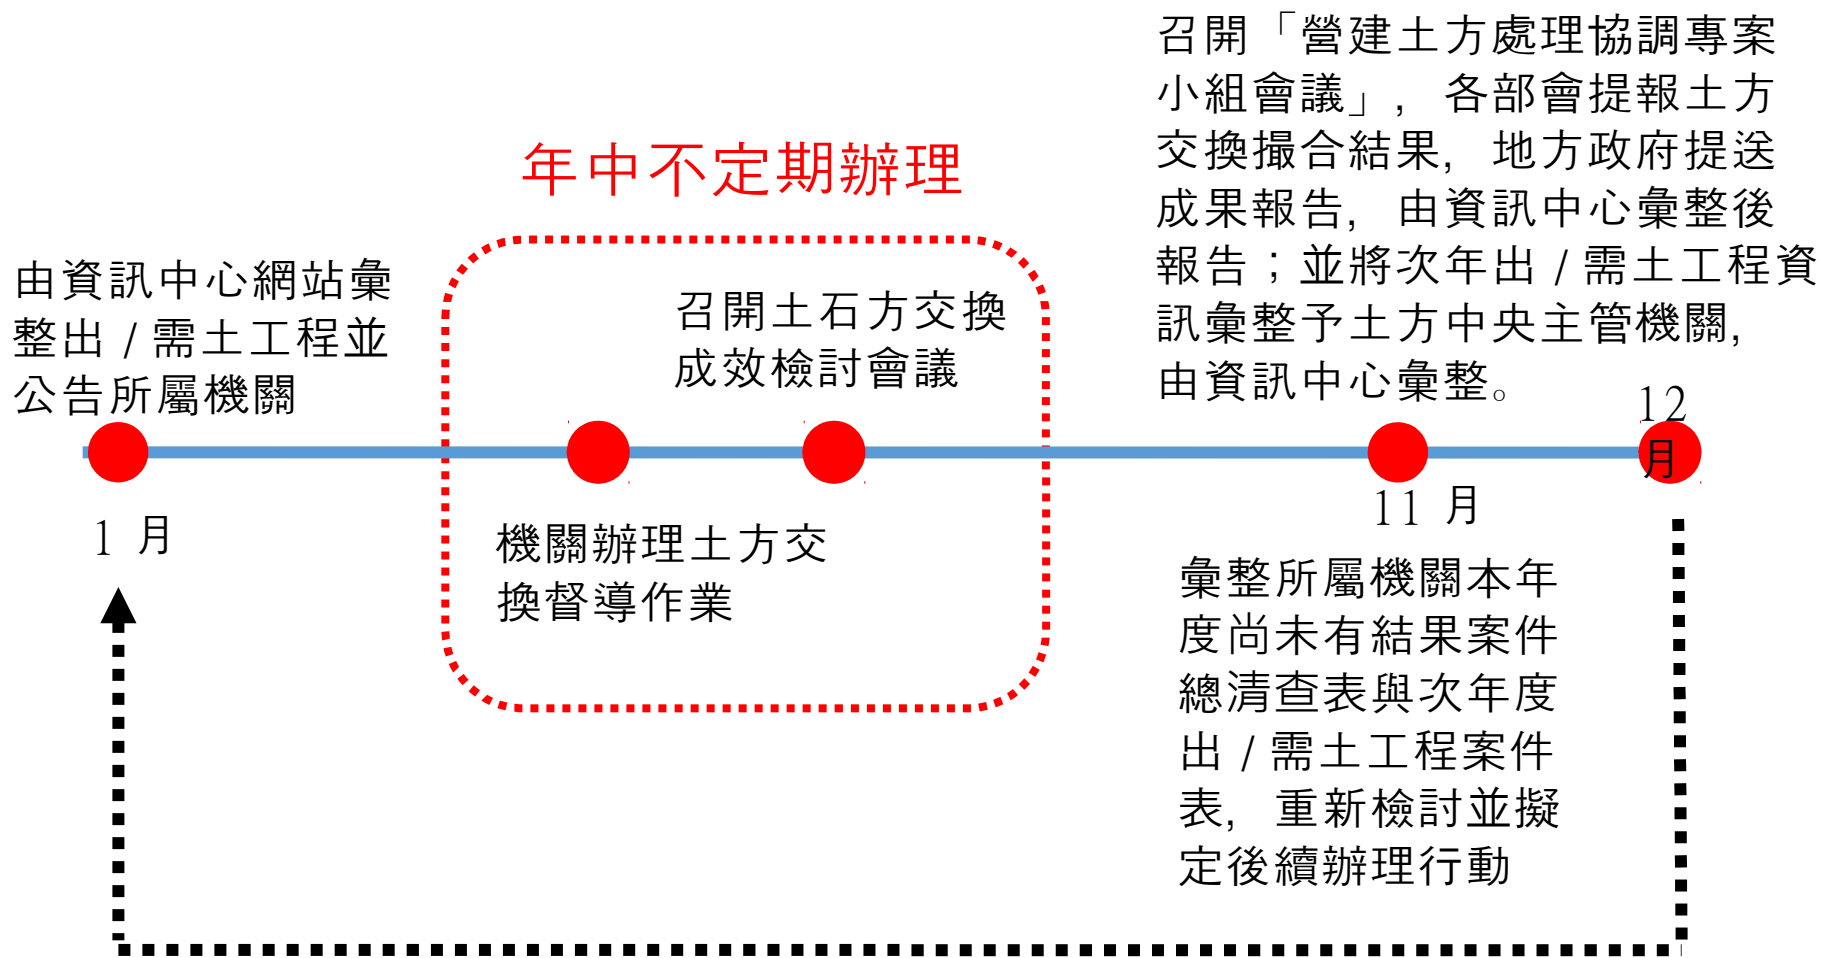 召開「營建土方處理協調專案
小組會議」，各部會提報土方
交換撮合結果，地方政府提送
成果報告，由資訊中心彙整後
報告；並將次年出/需土工程資
訊彙整予土方中央主管機關，
由資訊中心彙整。
年中不定期辦理
由資訊中心網站彙
整出/需土工程並
公告所屬機關
召開土石方交換
成效檢討會議
12
月
1 月
機關辦理土方交
換督導作業
11 月
彙整所屬機關本年
度尚未有結果案件
總清查表與次年度
出/需土工程案件
表，重新檢討並擬
定後續辦理行動